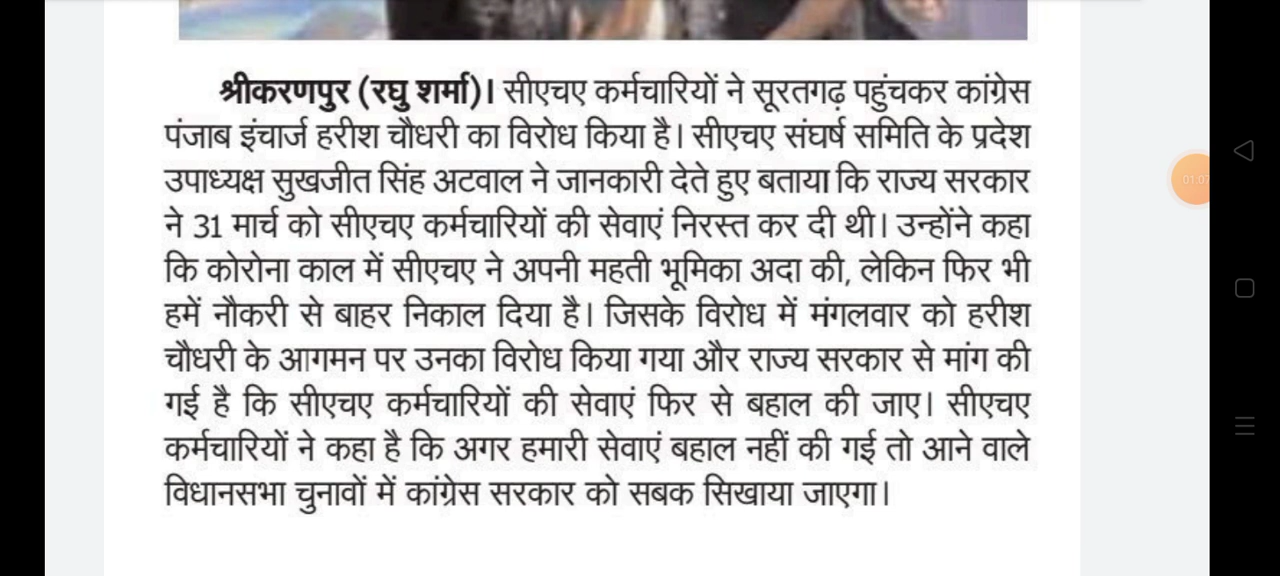 श्रीकरणपुर (रघु शर्मा)। सीएचए कर्मचारियों ने सूरतगढ़ पहुंचकर कांग्रेस
पंजाब इंचार्ज हरीश चौधरी का विरोध किया है। सीएचए संघर्ष समिति के प्रदेश
उपाध्यक्ष सुखजीत सिंह अटवाल ने जानकारी देते हुए बताया कि राज्य सरकार
ने 31 मार्च को सीएचए कर्मचारियों की सेवाएं निरस्त कर दी थी। उन्होंने कहा
कि कोरोना काल में सीएचए ने अपनी महती भूमिका अदा की, लेकिन फिर भी
हमें नौकरी से बाहर निकाल दिया है। जिसके विरोध में मंगलवार को हरीश
चौधरी के आगमन पर उनका विरोध किया गया और राज्य सरकार से मांग की
गई है कि सीएचए कर्मचारियों की सेवाएं फिर से बहाल की जाए। सीएचए
कर्मचारियों ने कहा है कि अगर हमारी सेवाएं बहाल नहीं की गई तो आने वाले
विधानसभा चुनावों में कांग्रेस सरकार को सबक सिखाया जाएगा।